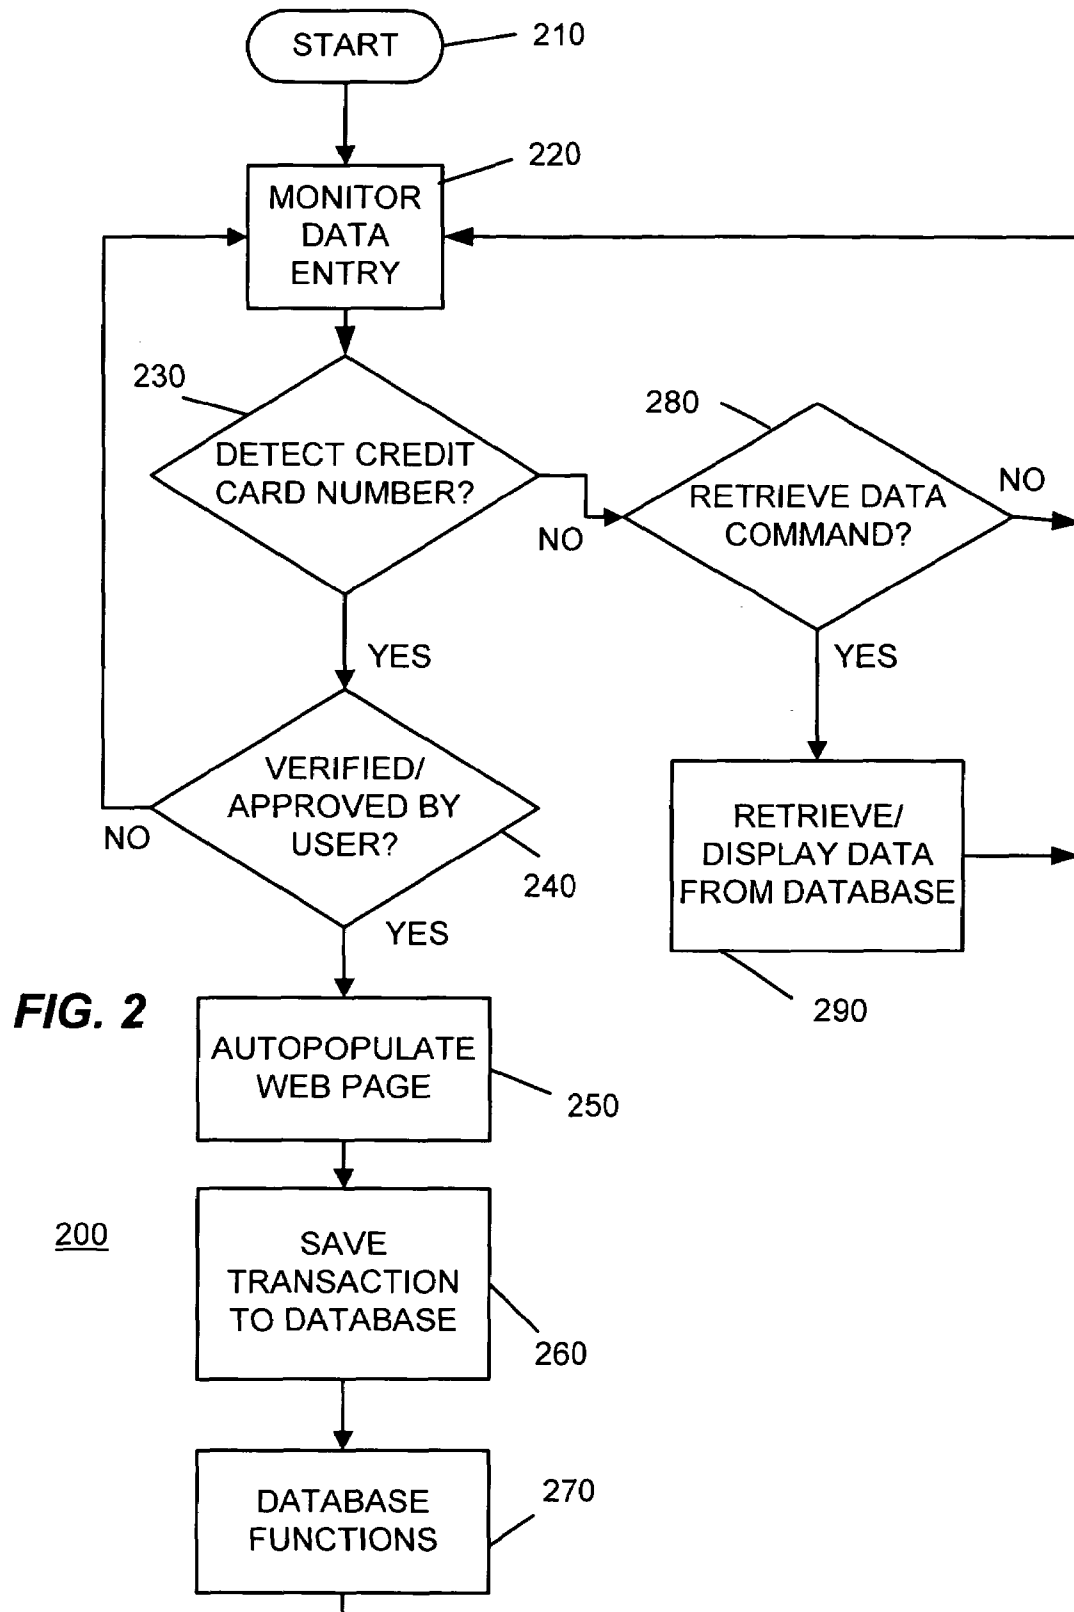 START
210
220
MONITOR
DATA
ENTRY
230
DETECT CREDIT
CARD NUMBER?
NO
280
RETRIEVE DATA
COMMAND?
NO
YES
YES
VERIFIED/
APPROVED BY
USER?
NO
240
YES
RETRIEVE/
DISPLAY DATA
FROM DATABASE
290
FIG. 2
AUTOPOPULATE
WEB PAGE
250
200
SAVE
TRANSACTION
TO DATABASE
260
DATABASE
FUNCTIONS
270